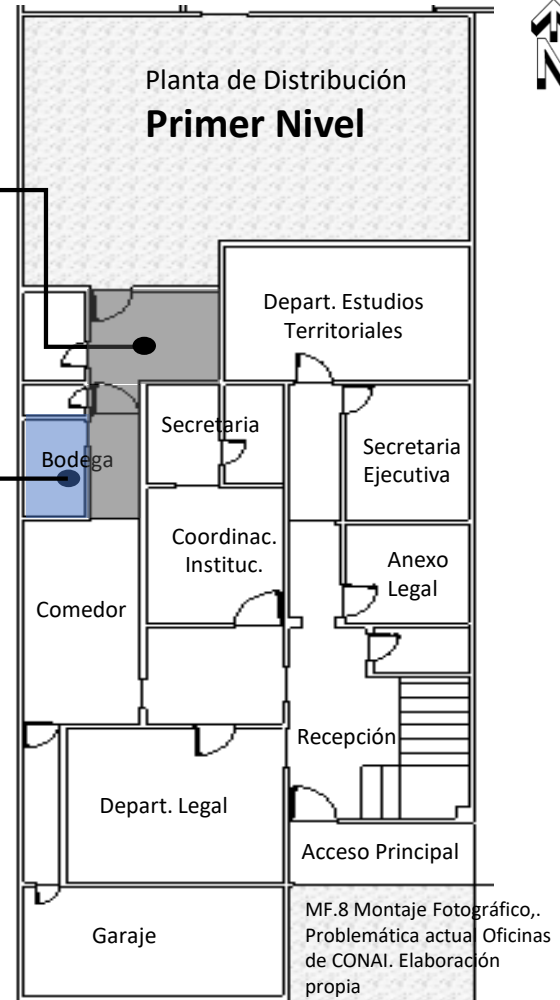 N
Planta de Distribución
Primer Nivel
Depart. Estudios
Territoriales
Secretaria
Secretaria
Ejecutiva
Bodega
Coordinac.
Instituc.
Anexo
Legal
Comedor
Recepción
Depart. Legal
Acceso Principal
Garaje
MF.8 Montaje Fotográfico,.
Problemática actual Oficinas
de CONAI. Elaboración
propia